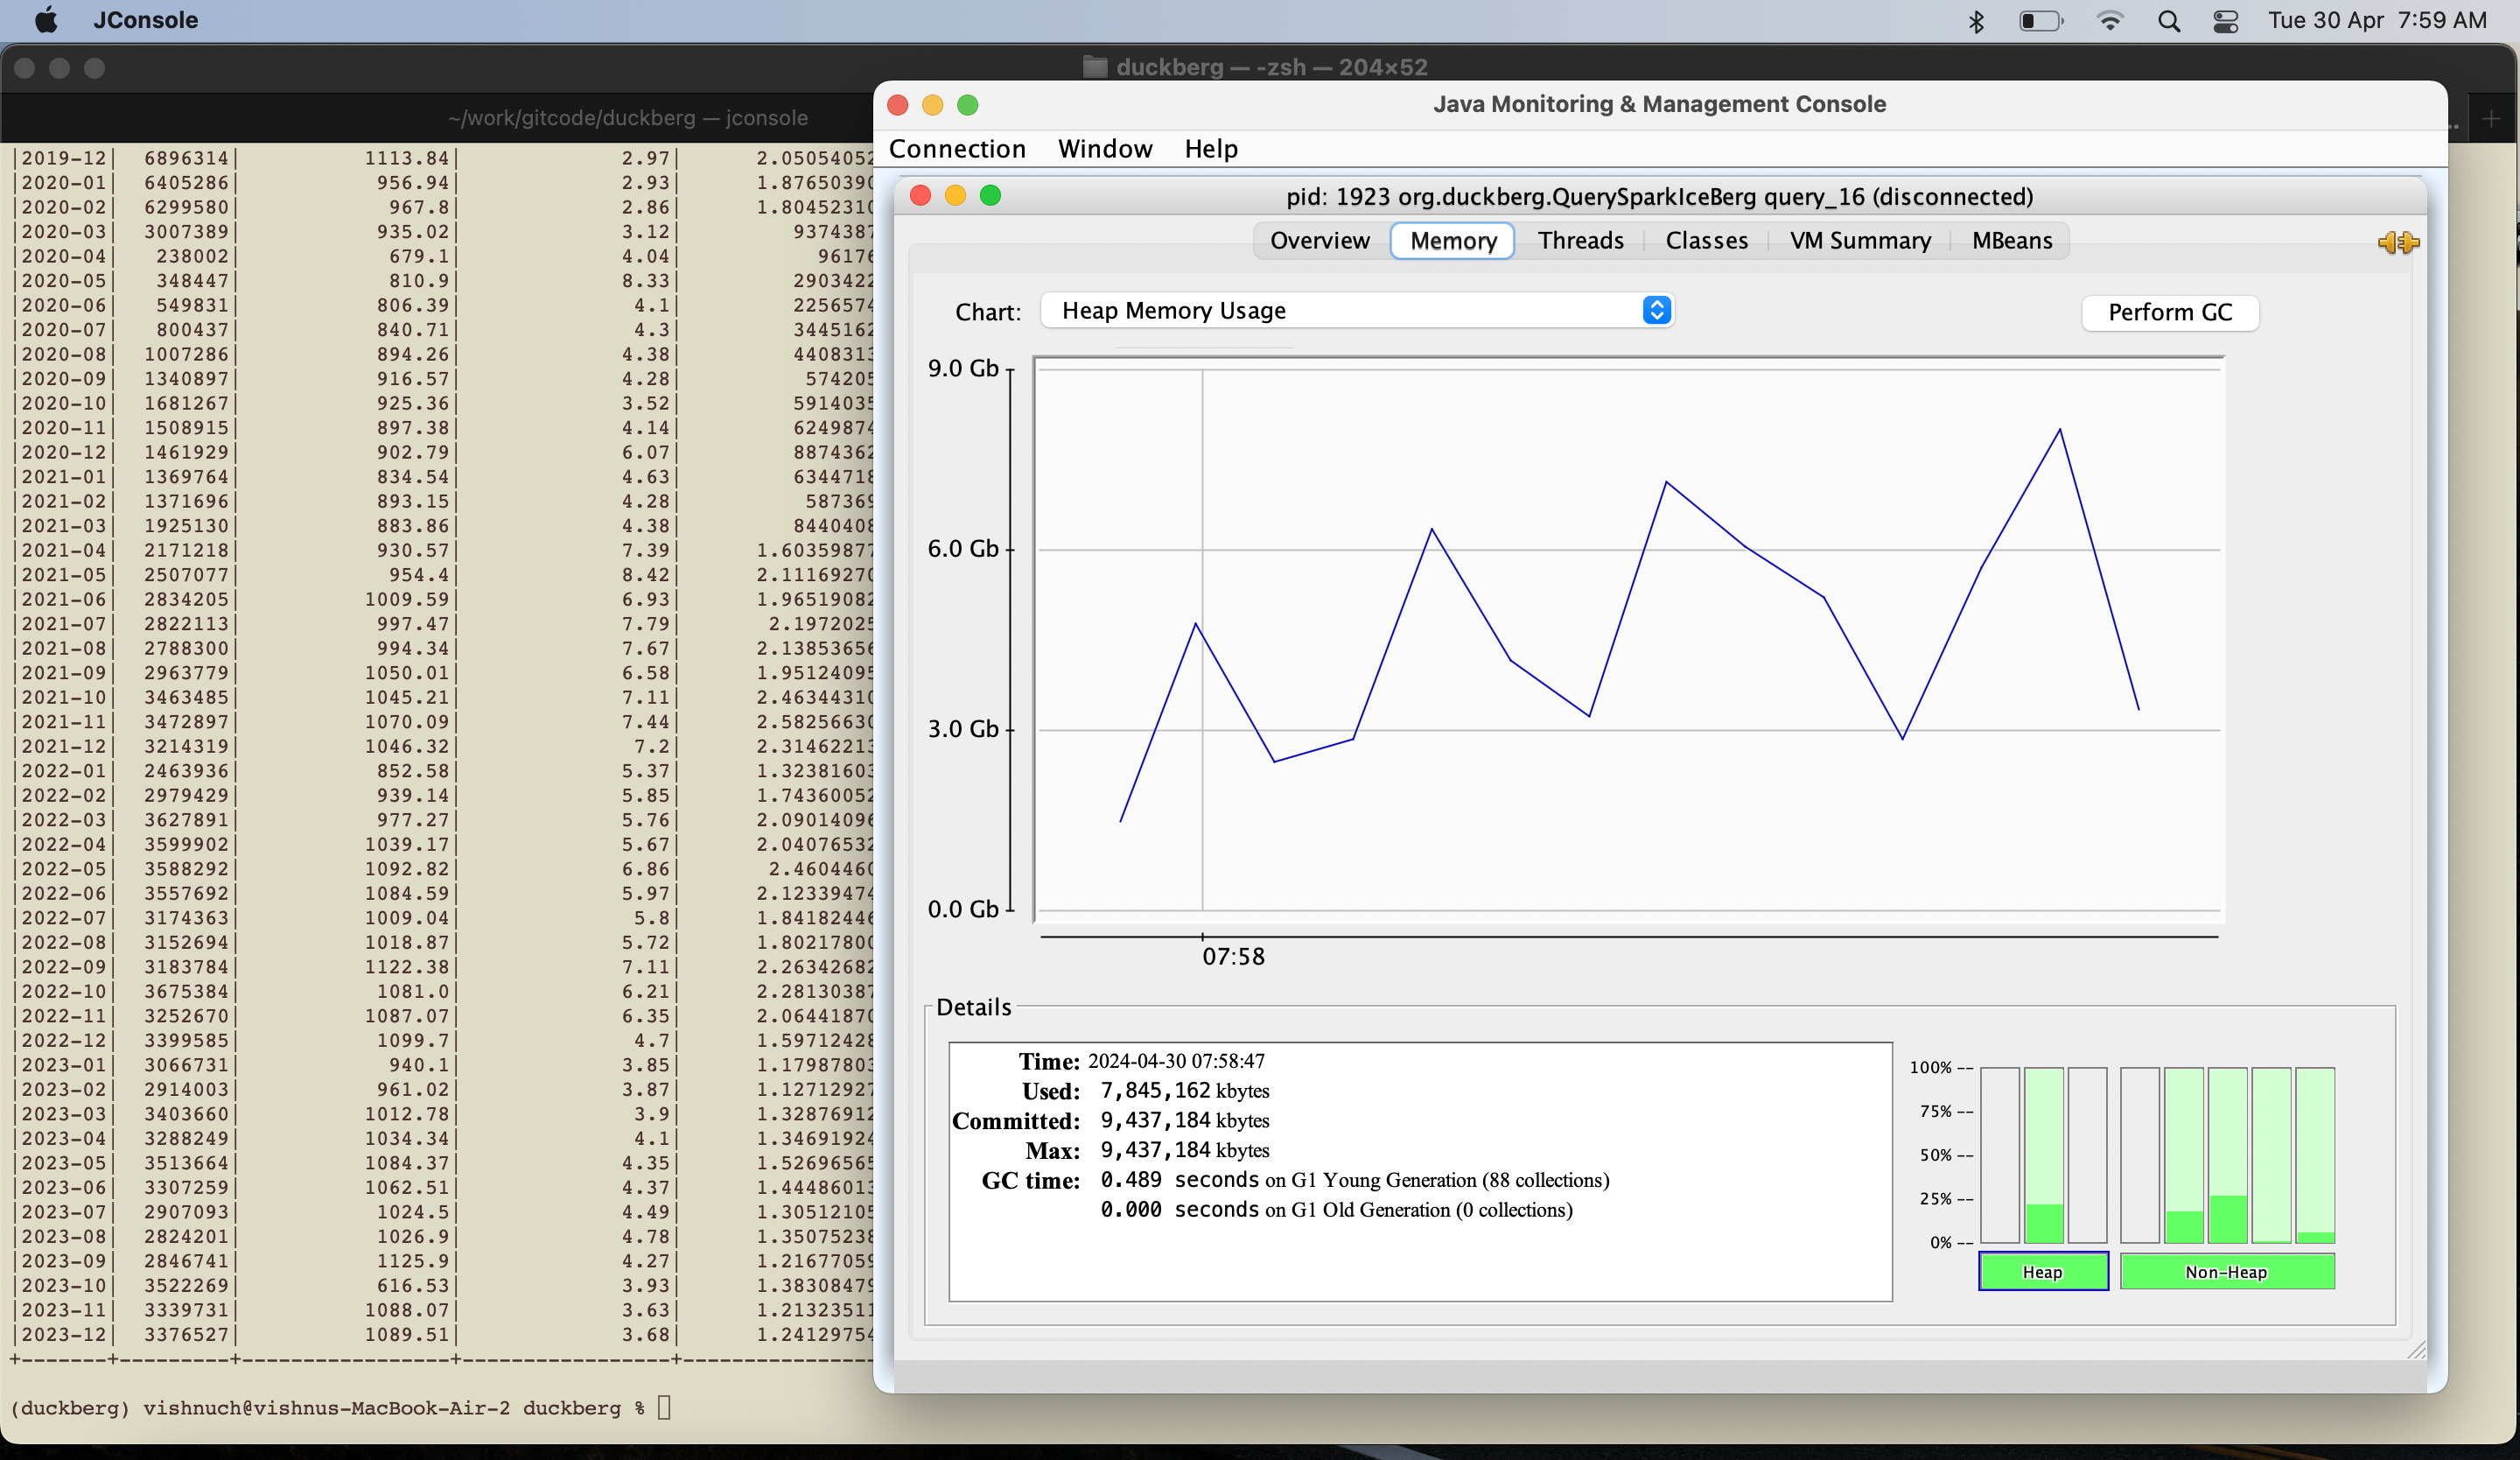 JConsole
Tue 30 Apr 7:59 AM
duckberg — -zsh — 204×52
~/work/gitcode/duckberg — jconsole
|2019-12| 6896314| 1113.84| 2.97| 2.05054052
|2020-01| 6405286| 956.94| 2.93| 1.87650390
|2020-02| 6299580| 967.8| 2.86| 1.80452310
|2020-03| 3007389| 935.02| 3.12| 9374387
|2020-04| 238002| 679.1| 4.04| 96176
|2020-05| 348447| 810.9| 8.33| 2903422
|2020-06| 549831| 806.39| 4.1| 2256574
|2020-07| 800437| 840.71| 4.3| 3445162
|2020-08| 1007286| 894.26| 4.38| 4408313
|2020-09| 1340897| 916.57| 4.28| 574205
|2020-10| 1681267| 925.36| 3.52| 5914035
|2020-11| 1508915| 897.38| 4.14| 6249874
|2020-12| 1461929| 902.79| 6.07| 8874362
|2021-01| 1369764| 834.54| 4.63| 6344718
|2021-02| 1371696| 893.15| 4.28| 587369
|2021-03| 1925130| 883.86| 4.38| 8440408
|2021-04| 2171218| 930.57| 7.39| 1.60359877
|2021-05| 2507077| 954.4| 8.42| 2.11169270
|2021-06| 2834205| 1009.59| 6.93| 1.96519082
|2021-07| 2822113| 997.47| 7.79| 2.1972025
|2021-08| 2788300| 994.34| 7.67| 2.13853656
|2021-09| 2963779| 1050.01| 6.58| 1.95124095
|2021-10| 3463485| 1045.21| 7.11| 2.46344310
|2021-11| 3472897| 1070.09| 7.44| 2.58256630
|2021-12| 3214319| 1046.32| 7.2| 2.31462213
|2022-01| 2463936| 852.58| 5.37| 1.32381603
|2022-02| 2979429| 939.14| 5.85| 1.74360052
|2022-03| 3627891| 977.27| 5.76| 2.09014096
|2022-04| 3599902| 1039.17| 5.67| 2.04076532
|2022-05| 3588292| 1092.82| 6.86| 2.4604460
|2022-06| 3557692| 1084.59| 5.97| 2.12339474
|2022-07| 3174363| 1009.04| 5.8| 1.84182446
|2022-08| 3152694| 1018.87| 5.72| 1.80217800
|2022-09| 3183784| 1122.38| 7.11| 2.26342682
|2022-10| 3675384| 1081.0| 6.21| 2.28130387
|2022-11| 3252670| 1087.07| 6.35| 2.06441870
|2022-12| 3399585| 1099.7| 4.7| 1.59712428
|2023-01| 3066731| 940.1| 3.85| 1.17987803
|2023-02| 2914003| 961.02| 3.87| 1.12712927
|2023-03| 3403660| 1012.78| 3.9| 1.32876912
|2023-04| 3288249| 1034.34| 4.1| 1.34691924
|2023-05| 3513664| 1084.37| 4.35| 1.52696565
|2023-06| 3307259| 1062.51| 4.37| 1.44486013
|2023-07| 2907093| 1024.5| 4.49| 1.30512105
|2023-08| 2824201| 1026.9| 4.78| 1.35075238
|2023-09| 2846741| 1125.9| 4.27| 1.21677059
|2023-10| 3522269| 616.53| 3.93| 1.38308479
|2023-11| 3339731| 1088.07| 3.63| 1.21323511
|2023-12| 3376527| 1089.51| 3.68| 1.24129754
+-------+---------+-----------------+-----------------+----------------
(duckberg) vishnuch@vishnus-MacBook-Air-2 duckberg %
Java Monitoring & Management Console
Connection Window Help
pid: 1923 org.duckberg.QuerySparkIceBerg query_16 (disconnected)
Overview Memory Threads Classes VM Summary MBeans
Chart: Heap Memory Usage
Perform GC
9.0 Gb
6.0 Gb
3.0 Gb
0.0 Gb
07:58
Details
Time: 2024-04-30 07:58:47
Used: 7,845,162 kbytes
Committed: 9,437,184 kbytes
Max: 9,437,184 kbytes
GC time: 0.489 seconds on G1 Young Generation (88 collections)
0.000 seconds on G1 Old Generation (0 collections)
100% --
75% --
50% --
25% --
0% --
Heap
Non-Heap